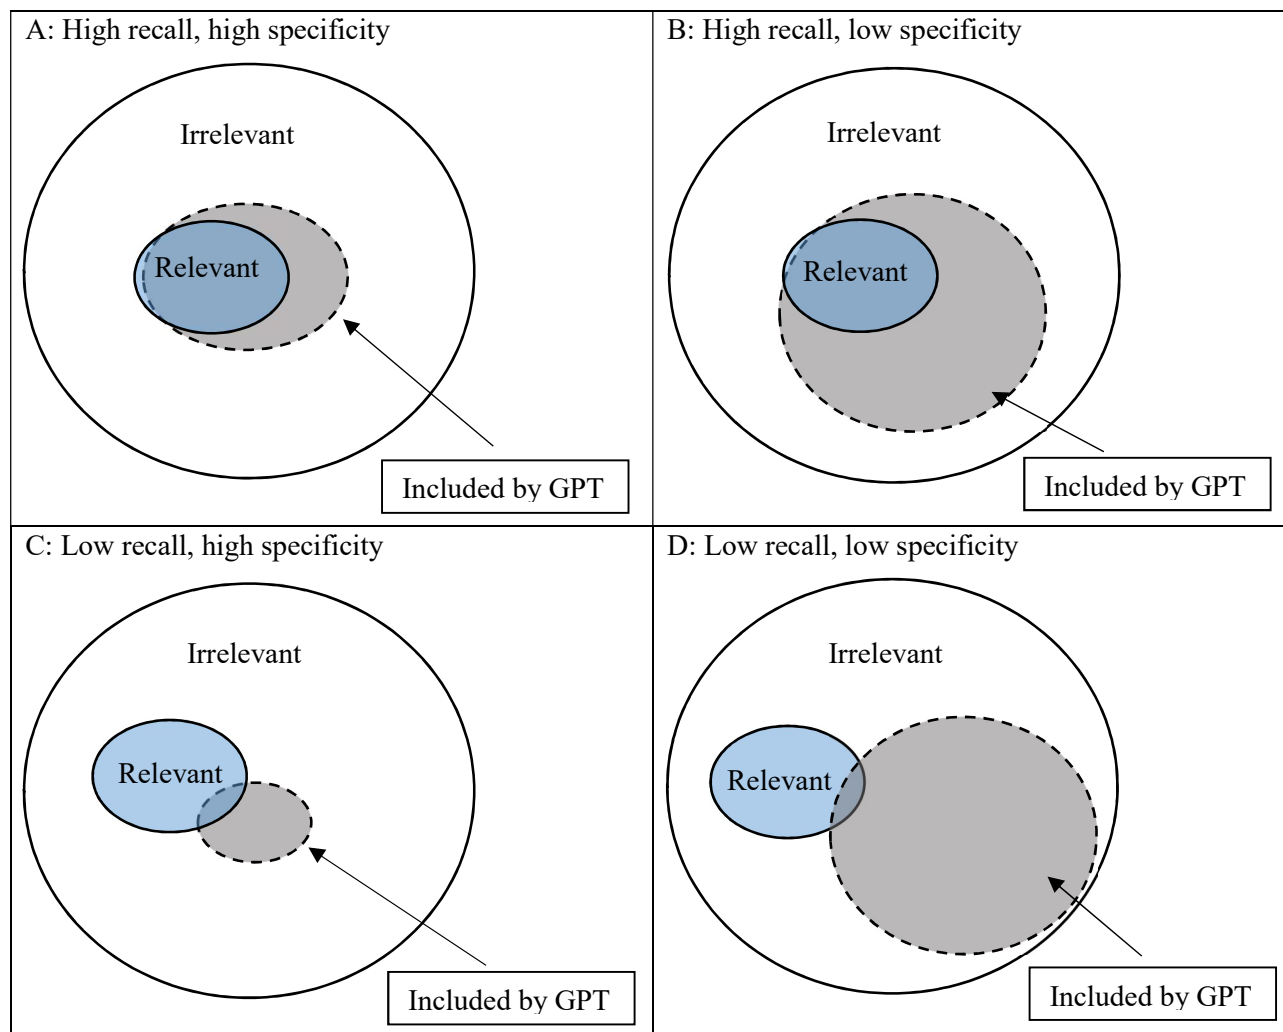 A: High recall, high specificity
Irrelevant
Relevant
Included by GPT
B: High recall, low specificity
Irrelevant
Relevant
Included by GPT
C: Low recall, high specificity
Irrelevant
Relevant
Included by GPT
D: Low recall, low specificity
Irrelevant
Relevant
Included by GPT